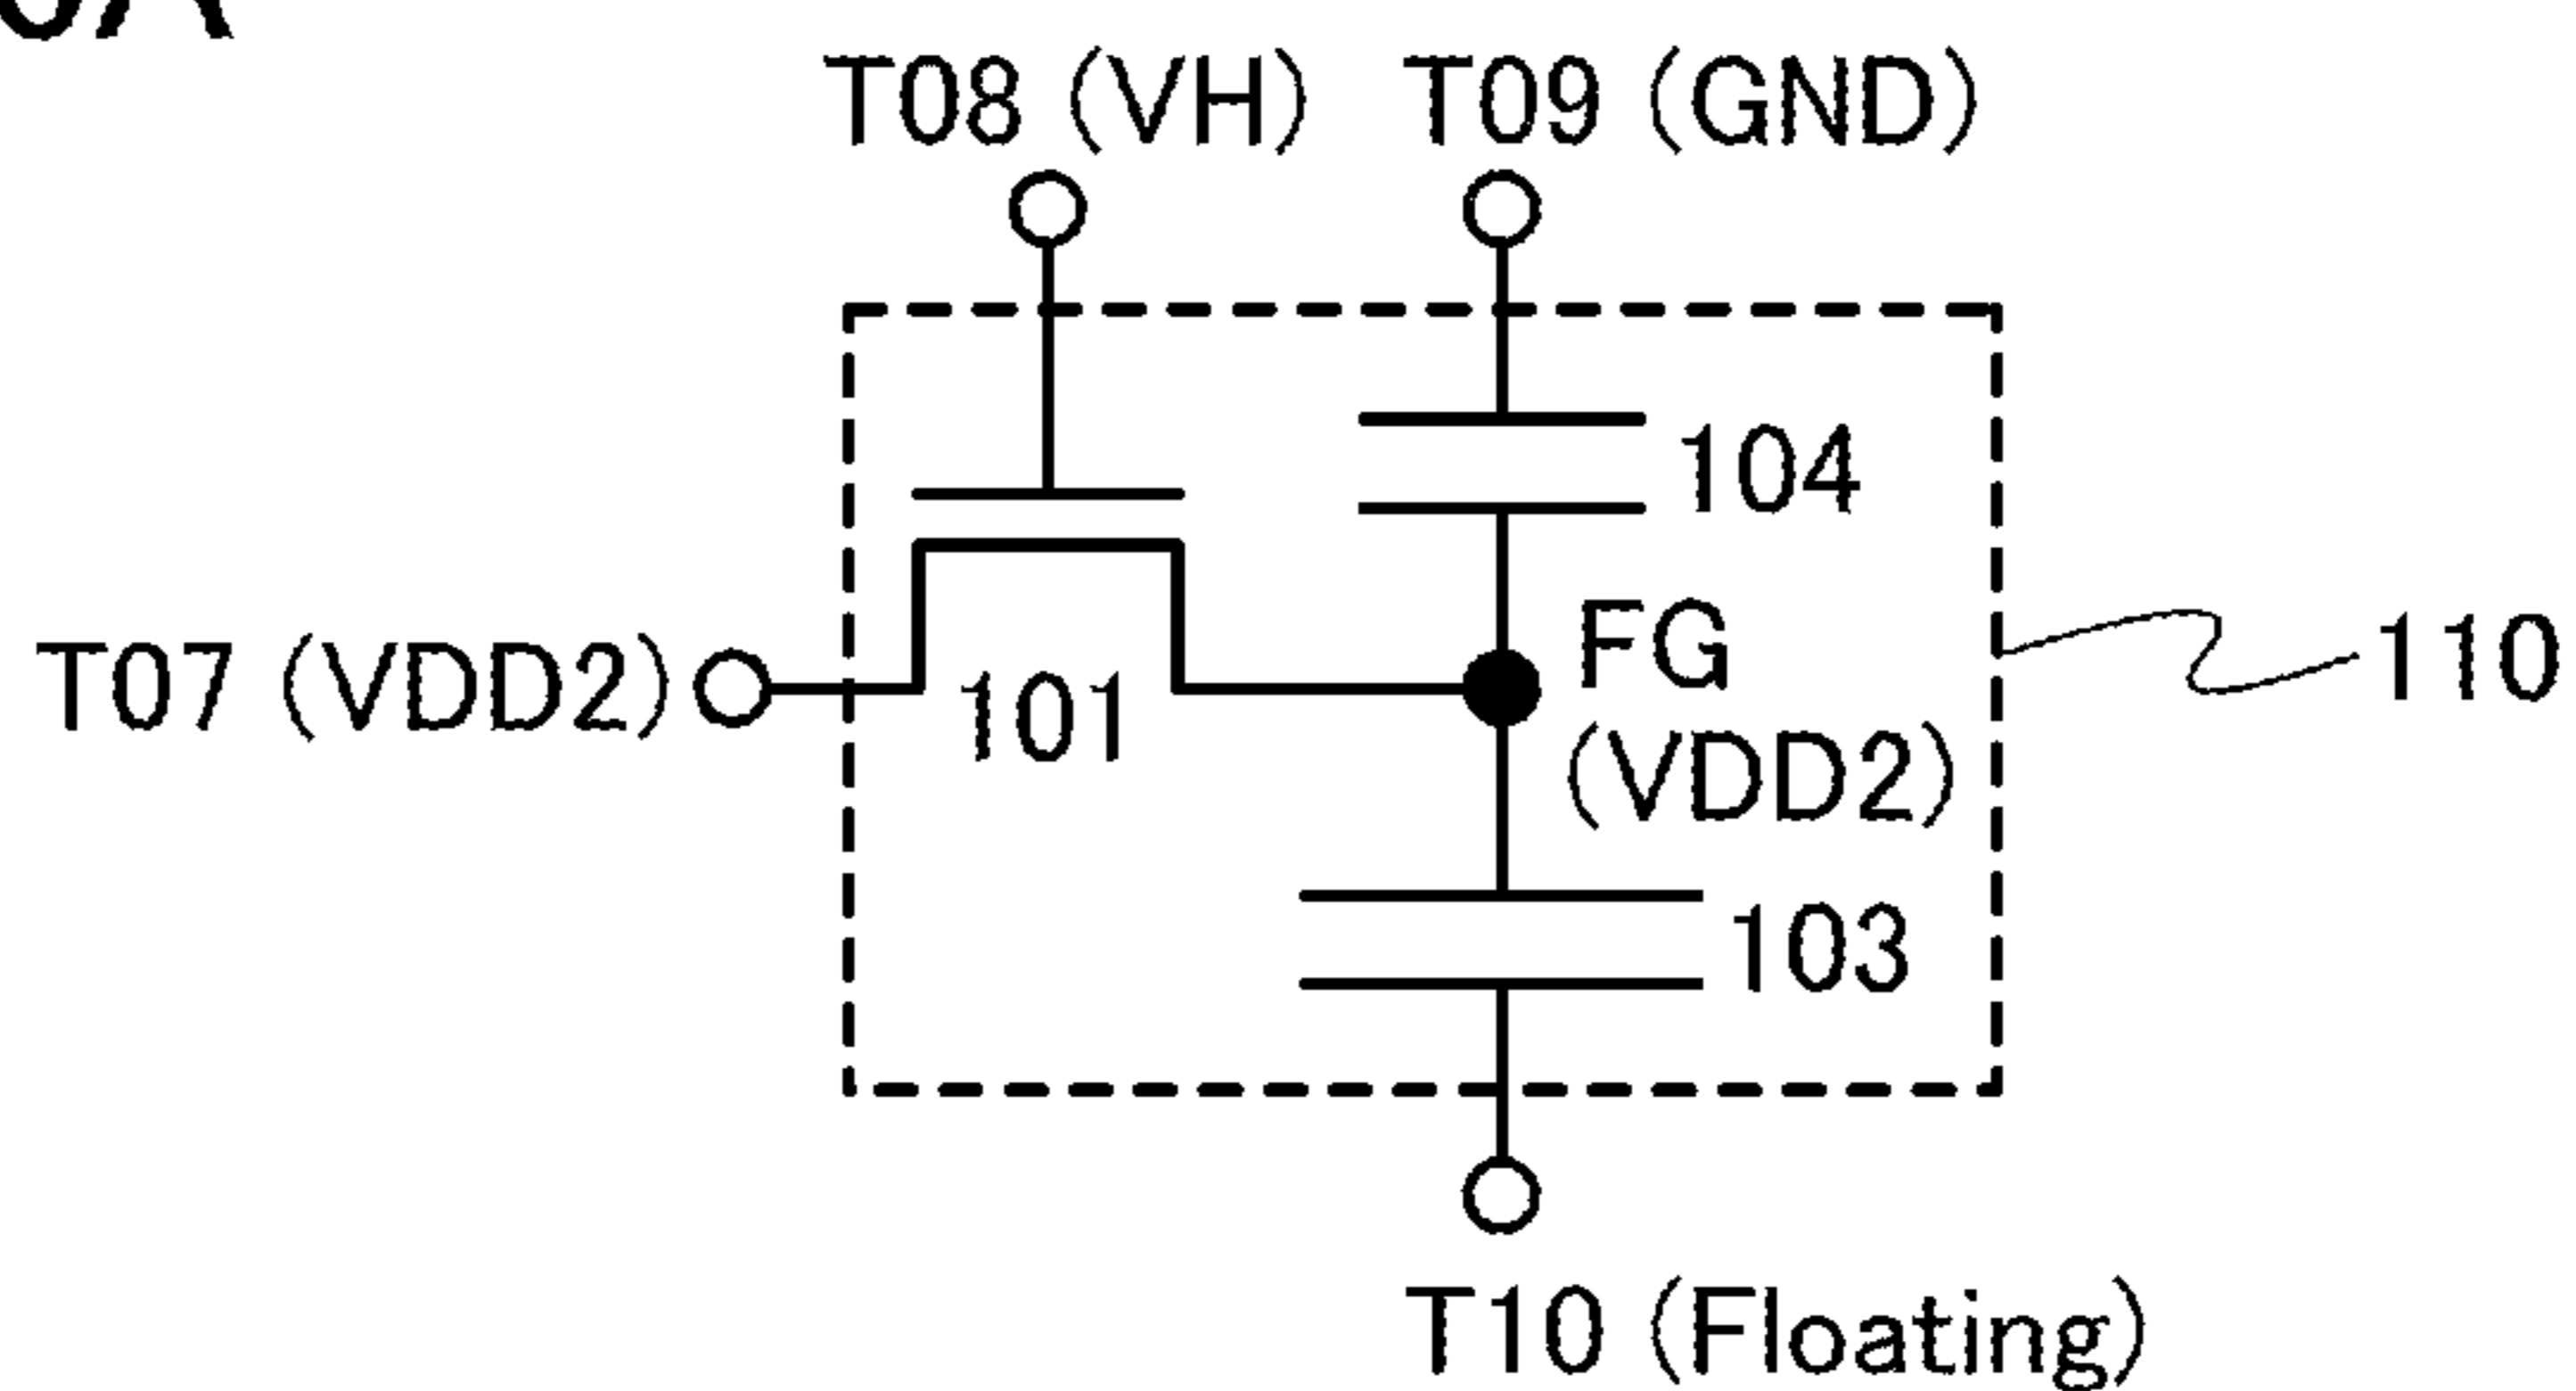 T08 (VH) T09 (GND)
104
T07 (VDD2) 101 FG 110
(VDD2)
103
T10 (Floating)